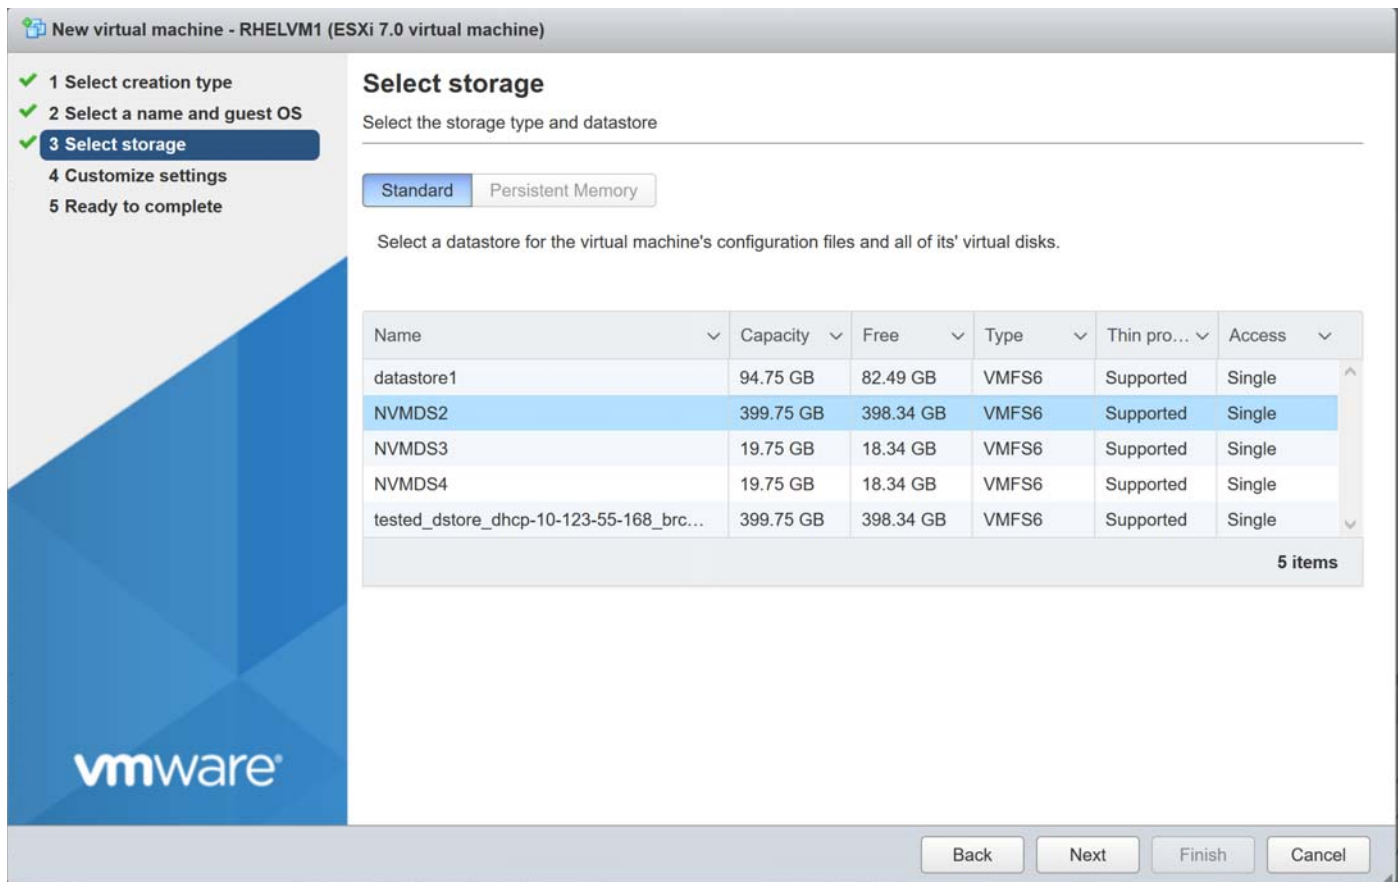 New virtual machine - RHELVM1 (ESXi 7.0 virtual machine)
1 Select creation type
2 Select a name and guest OS
3 Select storage
4 Customize settings
5 Ready to complete
Select storage
Select the storage type and datastore
Standard Persistent Memory
Select a datastore for the virtual machine's configuration files and all of its' virtual disks.
Name Capacity Free Type Thin pro... Access
datastore1 94.75 GB 82.49 GB VMFS6 Supported Single
NVMDS2 399.75 GB 398.34 GB VMFS6 Supported Single
NVMDS3 19.75 GB 18.34 GB VMFS6 Supported Single
NVMDS4 19.75 GB 18.34 GB VMFS6 Supported Single
tested_dstore_dhcp-10-123-55-168_brc... 399.75 GB 398.34 GB VMFS6 Supported Single
5 items
vmware®
Back Next Finish Cancel